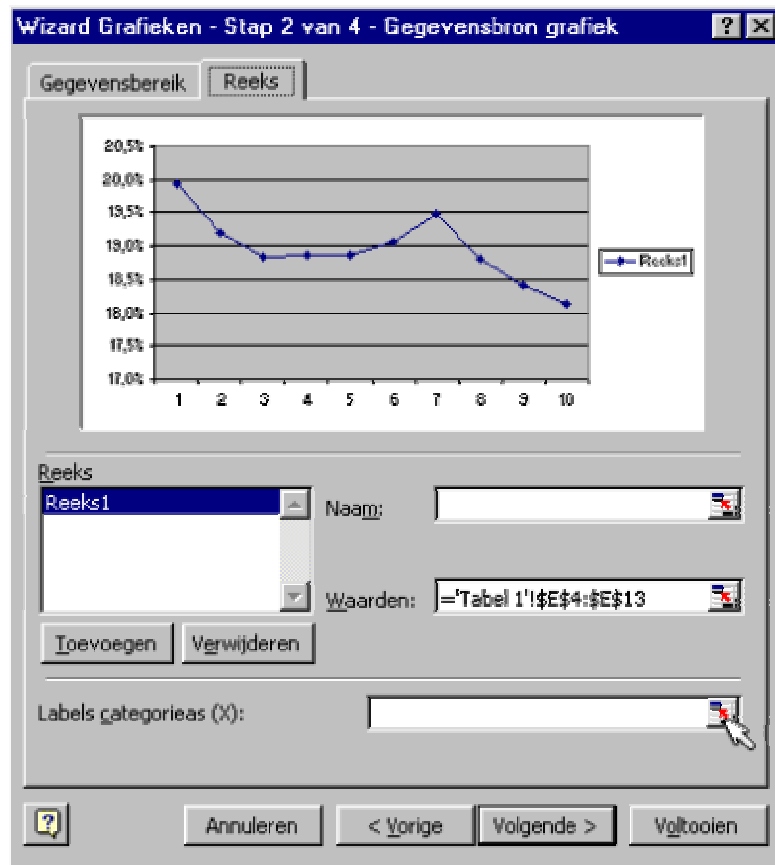 Wizard Grafieken - Stap 2 van 4 - Gegevensbron grafiek
Gegevensbereik Reeks
20,5%
20,0%
19,5%
19,0%
18,5%
18,0%
17,5%
17,0%
1 2 3 4 5 6 7 8 9 10
Reeks1
Reeks
Reeks1
Naam:
Waarden: ='Tabel 1'!$E$4:$E$13
Toevoegen Verwijderen
Labels categorieas (X):
Annuleren < Vorige Volgende > Voltooien